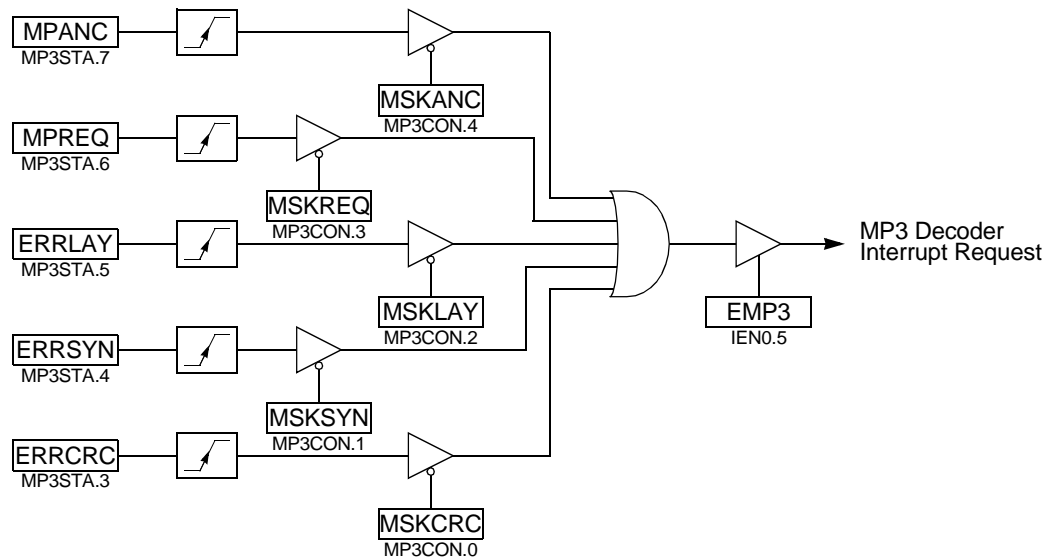 MPANC
MP3STA.7
MSKANC
MP3CON.4
MPREQ
MP3STA.6
MSKREQ
MP3CON.3
ERRLAY
MP3STA.5
MSKLAY
MP3CON.2
MP3 Decoder
Interrupt Request
EMP3
IEN0.5
ERRSYN
MP3STA.4
MSKSYN
MP3CON.1
ERRCRC
MP3STA.3
MSKCRC
MP3CON.0